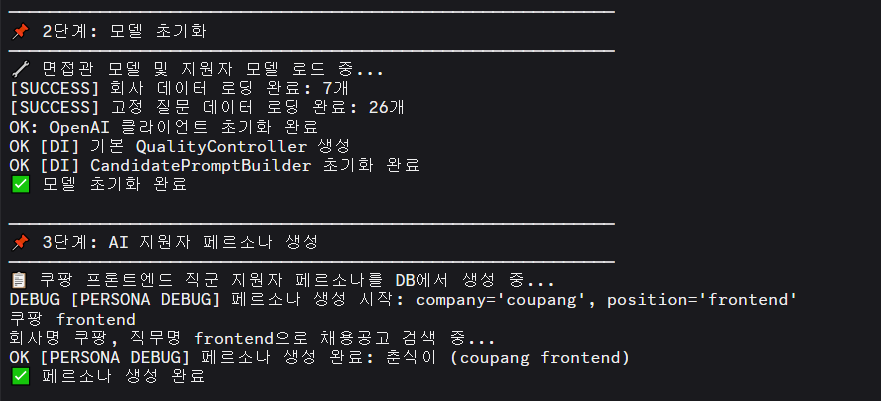 📌 2단계: 모델 초기화
🔧 면접관 모델 및 지원자 모델 로드 중...
[SUCCESS] 회사 데이터 로딩 완료: 7개
[SUCCESS] 고정 질문 데이터 로딩 완료: 26개
OK: OpenAI 클라이언트 초기화 완료
OK [DI] 기본 QualityController 생성
OK [DI] CandidatePromptBuilder 초기화 완료
✅ 모델 초기화 완료
📌 3단계: AI 지원자 페르소나 생성
📋 쿠팡 프론트엔드 직군 지원자 페르소나를 DB에서 생성 중...
DEBUG [PERSONA DEBUG] 페르소나 생성 시작: company='coupang', position='frontend'
쿠팡 frontend
회사명 쿠팡, 직무명 frontend으로 채용공고 검색 중...
OK [PERSONA DEBUG] 페르소나 생성 완료: 춘식이 (coupang frontend)
✅ 페르소나 생성 완료